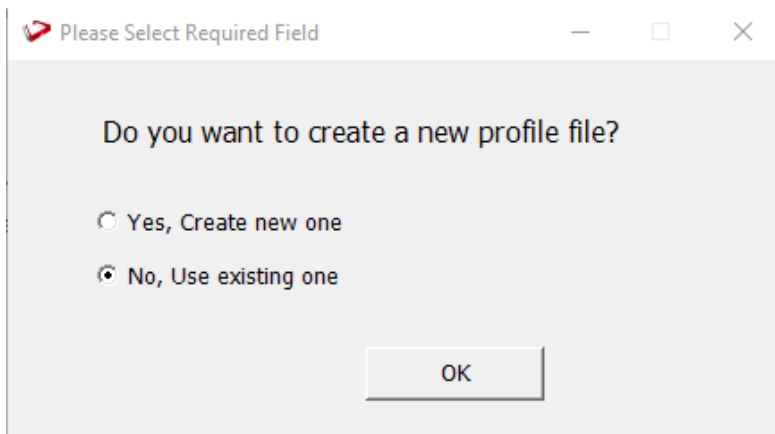 Please Select Required Field
Do you want to create a new profile file?
Yes, Create new one
No, Use existing one
OK